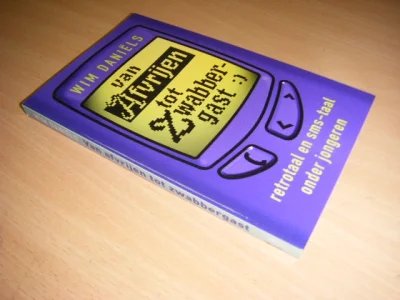 WIM DANIËLS
van
Afvrijen
tot
Zwabber-
gast :)
retrotaal en sms-taal
onder jongeren
van afvrijen tot zwabbergast